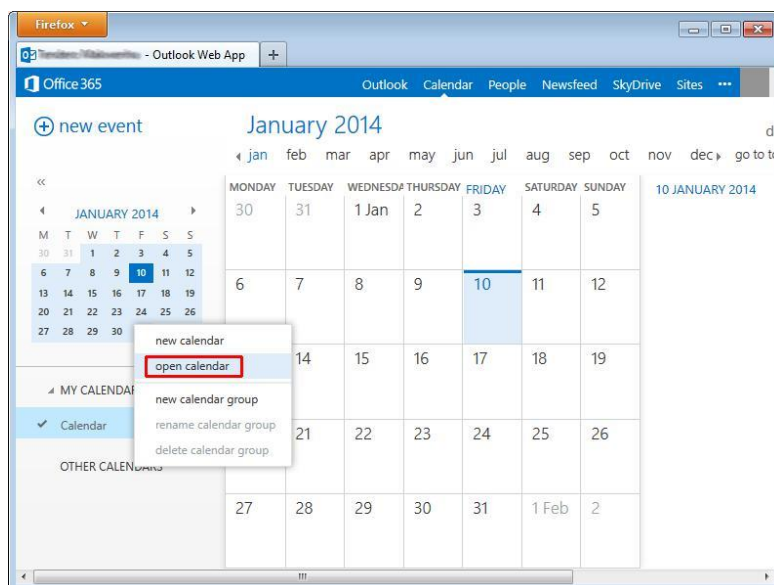 Firefox
- Outlook Web App
+
Office 365
Outlook Calendar People Newsfeed SkyDrive Sites •••
new event
January 2014
jan feb mar apr may jun jul aug sep oct nov dec go to
«
JANUARY 2014
M T W T F S S
30 31 1 2 3 4 5
6 7 8 9 10 11 12
13 14 15 16 17 18 19
20 21 22 23 24 25 26
27 28 29 30
MONDAY TUESDAY WEDNESDA THURSDAY FRIDAY SATURDAY SUNDAY
10 JANUARY 2014
30 31 1 Jan 2 3 4 5
6 7 8 9 10 11 12
14 15 16 17 18 19
21 22 23 24 25 26
27 28 29 30 31 1 Feb 2
new calendar
open calendar
new calendar group
rename calendar group
delete calendar group
MY CALENDAR
Calendar
OTHER CALENDARS